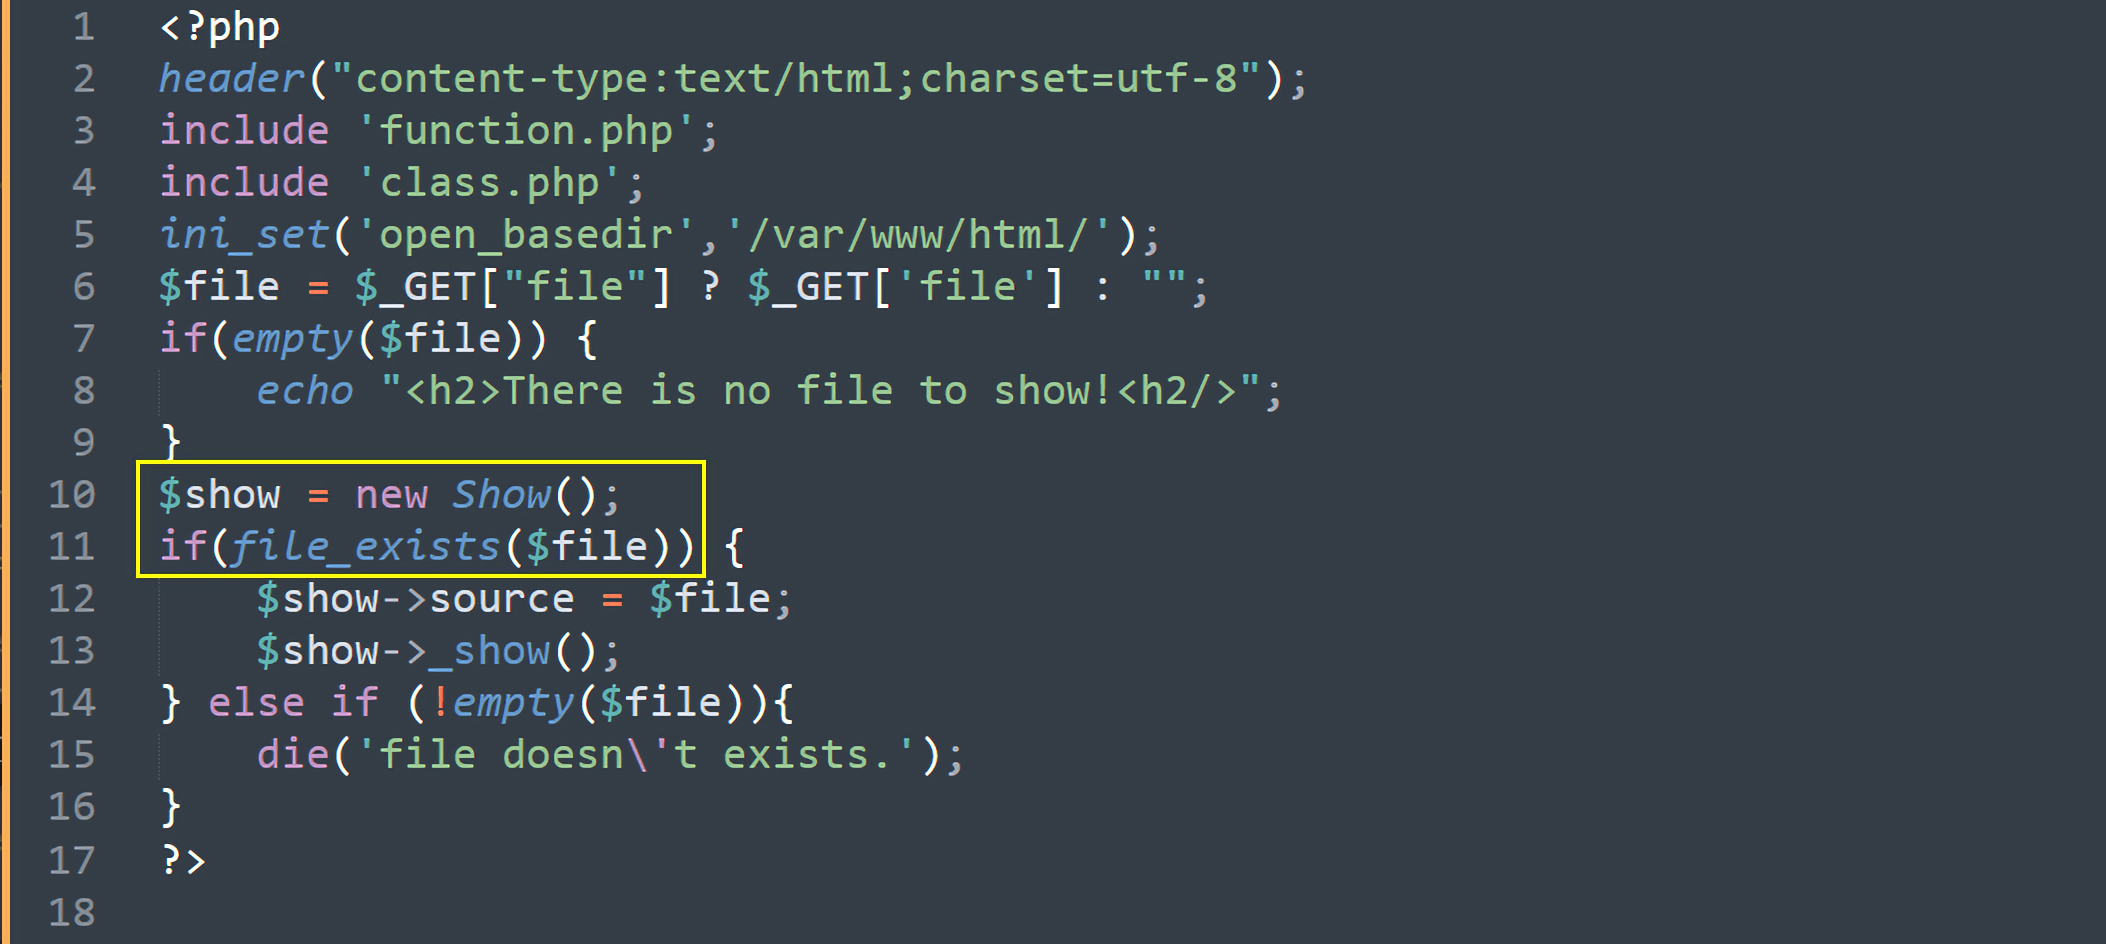 1 <?php
2 header("content-type:text/html;charset=utf-8");
3 include 'function.php';
4 include 'class.php';
5 ini_set('open_basedir','/var/www/html/');
6 $file = $_GET["file"] ? $_GET['file'] : "";
7 if(empty($file)) {
8     echo "<h2>There is no file to show!<h2/>";
9 }
10 $show = new Show();
11 if(file_exists($file)) {
12     $show->source = $file;
13     $show->_show();
14 } else if (!empty($file)){
15     die('file doesn\'t exists.');
16 }
17 ?>
18